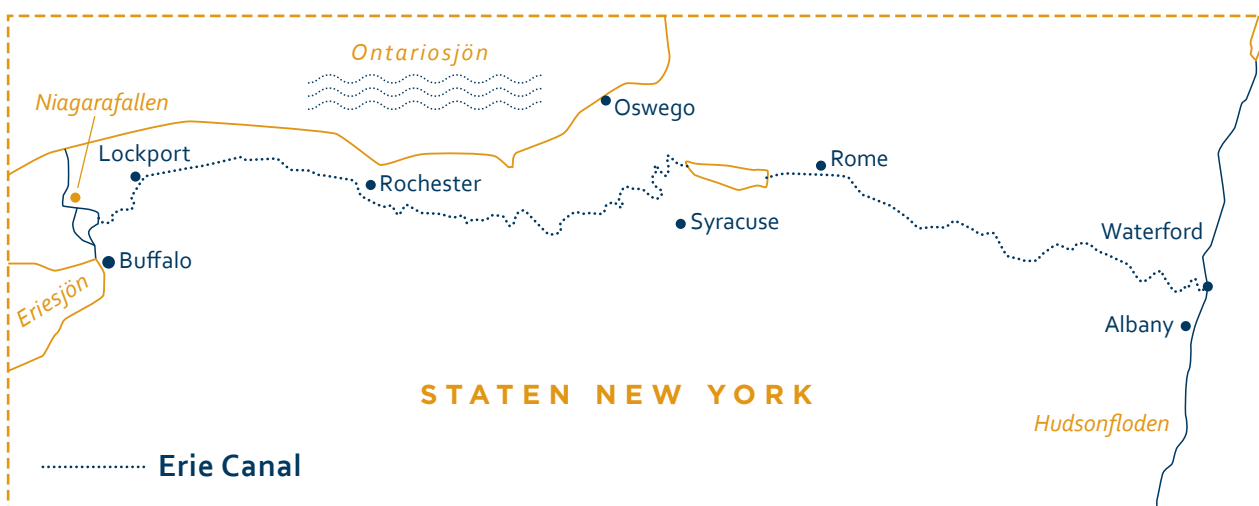 Ontariosjön
Niagarafallen
Oswego
Lockport
Rome
Rochester
Syracuse
Waterford
Buffalo
Eriesjön
Albany
STATEN NEW YORK
Hudsonfloden
Erie Canal